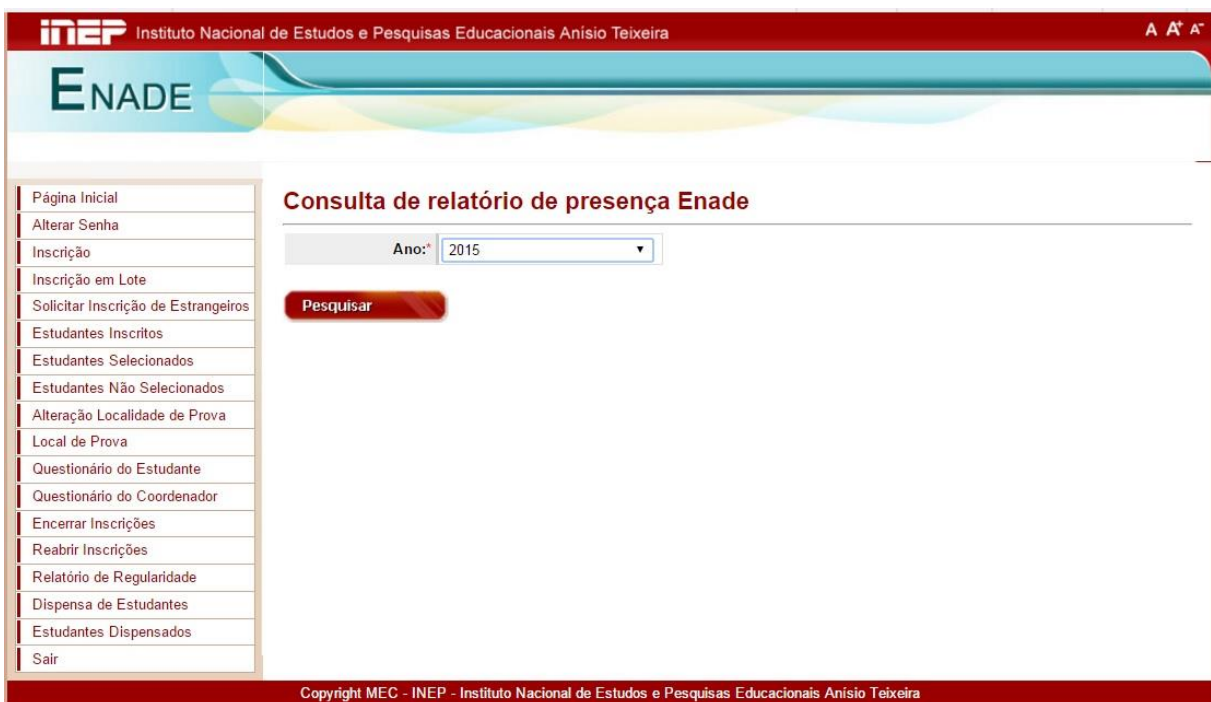 inep Instituto Nacional de Estudos e Pesquisas Educacionais Anísio Teixeira A A+ A-
ENADE
Página Inicial
Alterar Senha
Inscrição
Inscrição em Lote
Solicitar Inscrição de Estrangeiros
Estudantes Inscritos
Estudantes Selecionados
Estudantes Não Selecionados
Alteração Localidade de Prova
Local de Prova
Questionário do Estudante
Questionário do Coordenador
Encerrar Inscrições
Reabrir Inscrições
Relatório de Regularidade
Dispensa de Estudantes
Estudantes Dispensados
Sair
Consulta de relatório de presença Enade
Ano:* 2015
Pesquisar
Copyright MEC - INEP - Instituto Nacional de Estudos e Pesquisas Educacionais Anísio Teixeira